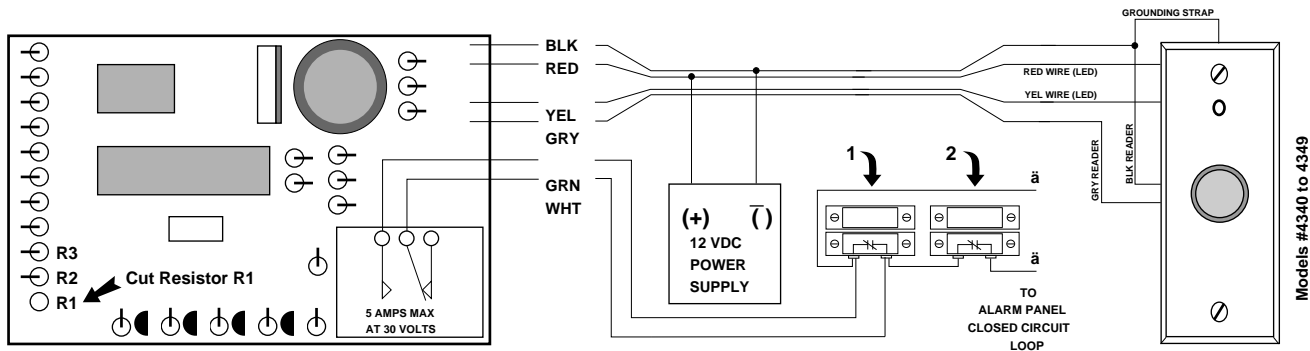 GROUNDING STRAP
BLK
RED
RED WIRE (LED)
YEL WIRE (LED)
YEL
GRY
GRN
WHT
1
2
ä
ä
GRY READER
BLK READER
Models #4340 to 4349
(+)
(–)
12 VDC
POWER
SUPPLY
R3
R2
R1
Cut Resistor R1
5 AMPS MAX
AT 30 VOLTS
TO
ALARM PANEL
CLOSED CIRCUIT
LOOP